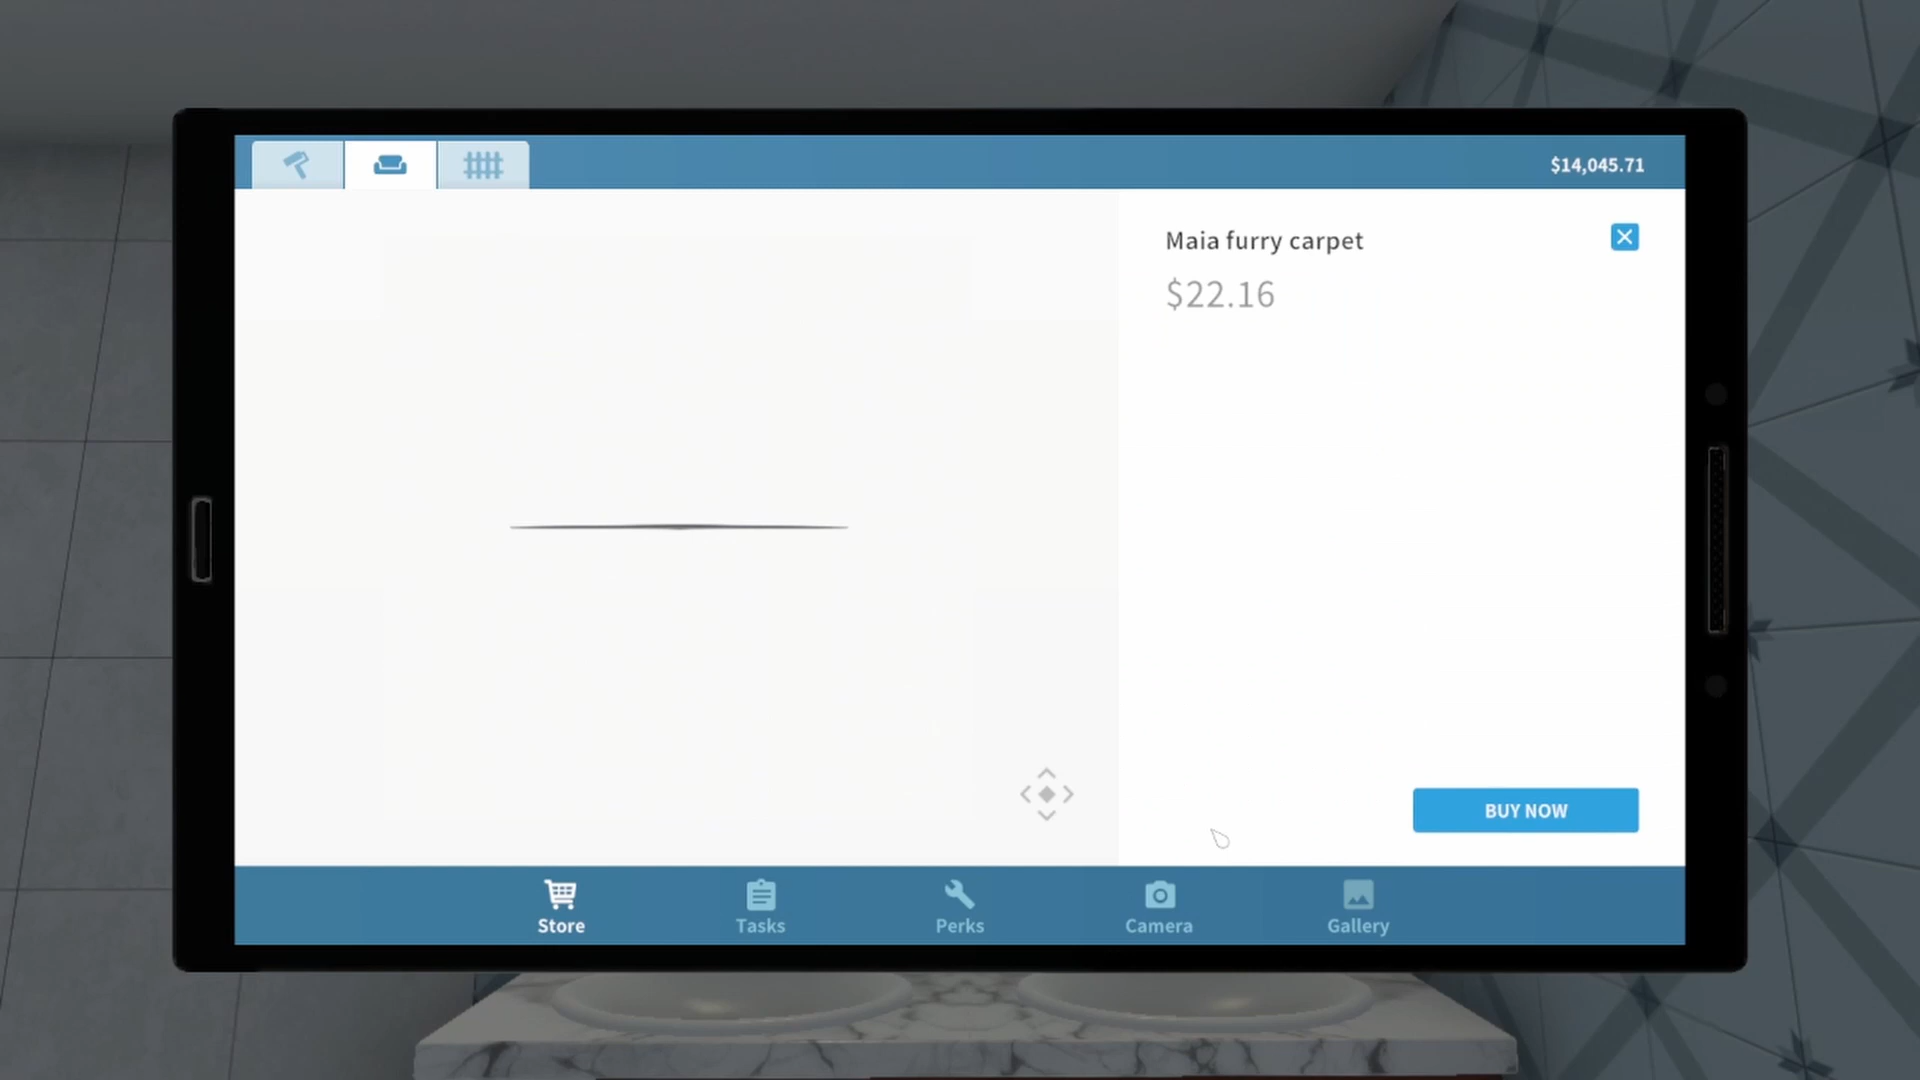 $14,045.71
Maia furry carpet
$22.16
BUY NOW
Store
Tasks
Perks
Camera
Gallery